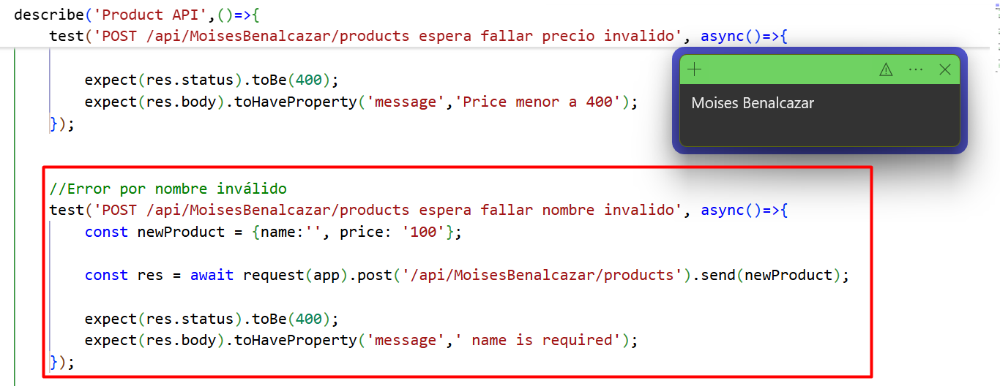 describe('Product API',()=>{
test('POST /api/MoisesBenalcazar/products espera fallar precio invalido', async()=>{
expect(res.status).toBe(400);
expect(res.body).toHaveProperty('message','Price menor a 400');
});
Moises Benalcazar
//Error por nombre inválido
test('POST /api/MoisesBenalcazar/products espera fallar nombre invalido', async()=>{
const newProduct = {name:'', price: '100'};
const res = await request(app).post('/api/MoisesBenalcazar/products').send(newProduct);
expect(res.status).toBe(400);
expect(res.body).toHaveProperty('message',' name is required');
});